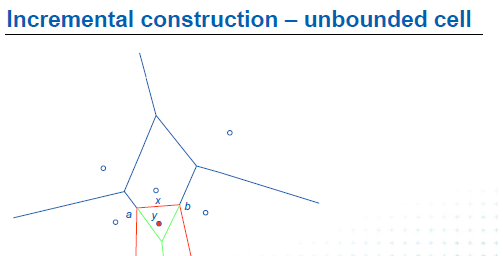 Incremental construction – unbounded cell
x
a
y
b